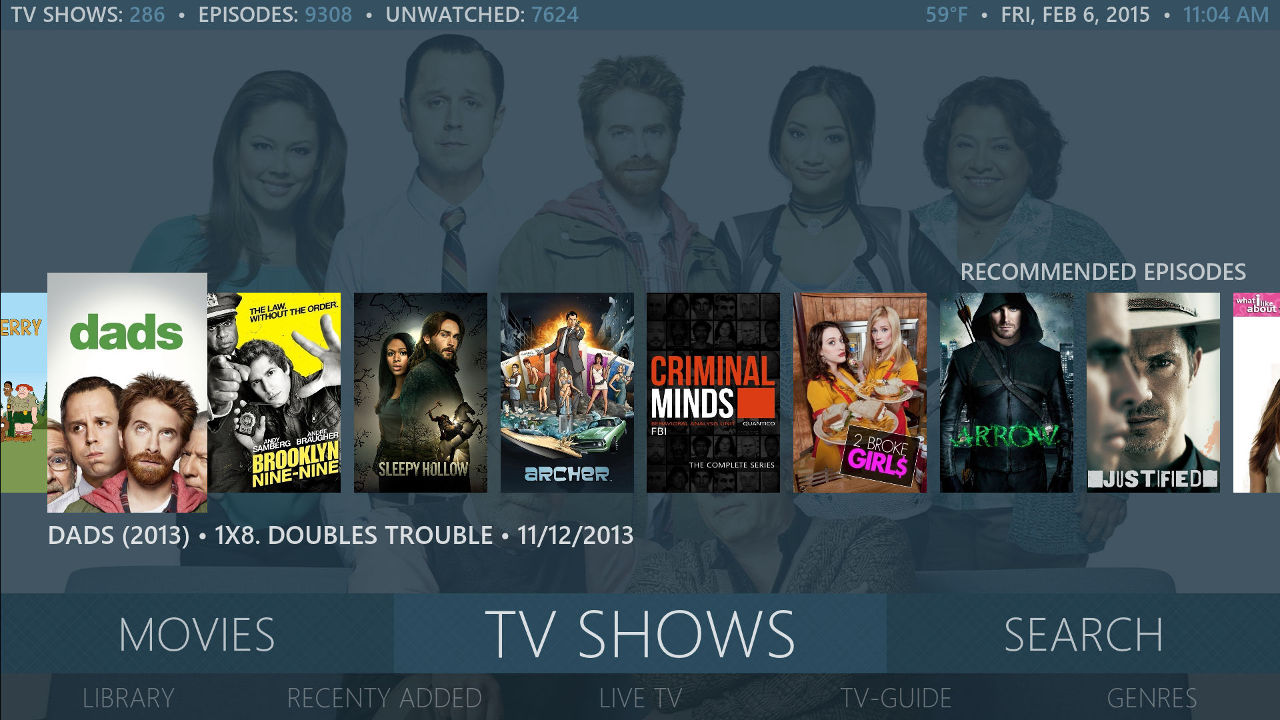 TV SHOWS: 286 • EPISODES: 9308 • UNWATCHED: 7624
59°F • FRI, FEB 6, 2015 • 11:04 AM
RECOMMENDED EPISODES
ERRY
dads
THE LAW.
WITHOUT THE ORDER.
ANDY
SAMBERG
ANDRE
BRAUGHER
BROOKLYN
NINE-NINE
SLEEPY HOLLOW
ARCHER
CRIMINAL
MINDS
BEHAVIORAL ANALYSIS UNIT QUANTICO
FBI
THE COMPLETE SERIES
2 BROKE
GIRL$
ARROW
JUSTIFIED
what i like
about
DADS (2013) • 1X8. DOUBLES TROUBLE • 11/12/2013
MOVIES
TV SHOWS
SEARCH
LIBRARY
RECENTY ADDED
LIVE TV
TV-GUIDE
GENRES